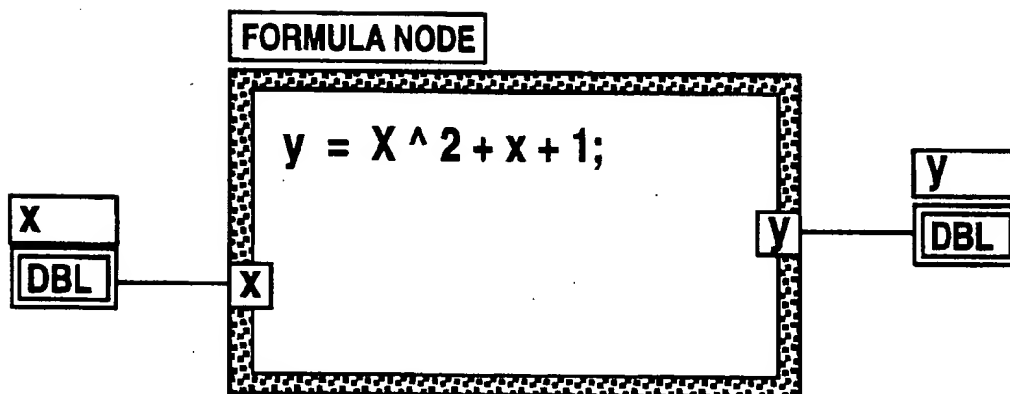 FORMULA NODE
y = X ^ 2 + x + 1;
x
DBL
x
y
y
DBL